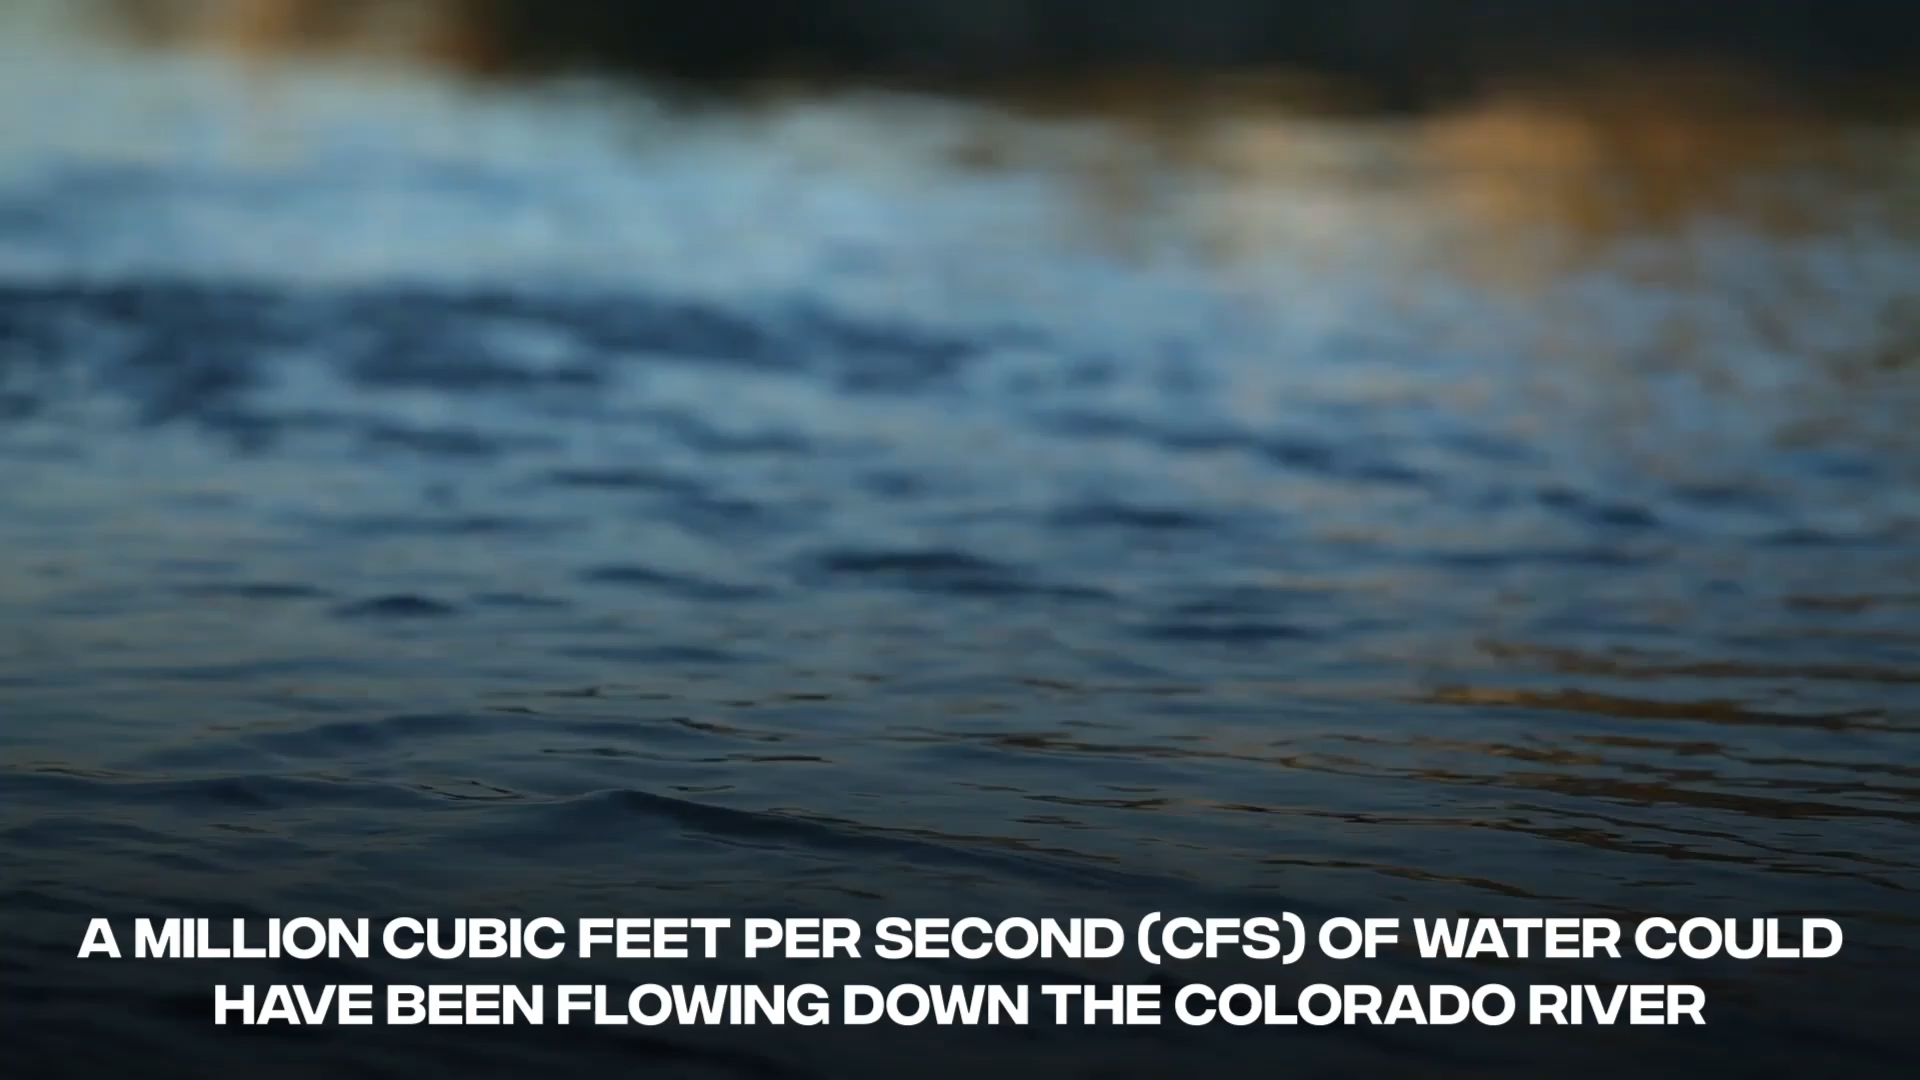 A MILLION CUBIC FEET PER SECOND (CFS) OF WATER COULD
HAVE BEEN FLOWING DOWN THE COLORADO RIVER